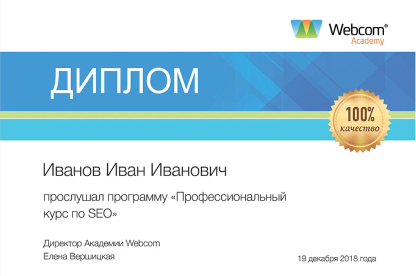 Webcom®
Academy
ДИПЛОМ
100%
качество
Иванов Иван Иванович
прослушал программу «Профессиональный
курс по SEO»
Директор Академии Webcom
Елена Вершицкая
19 декабря 2018 года